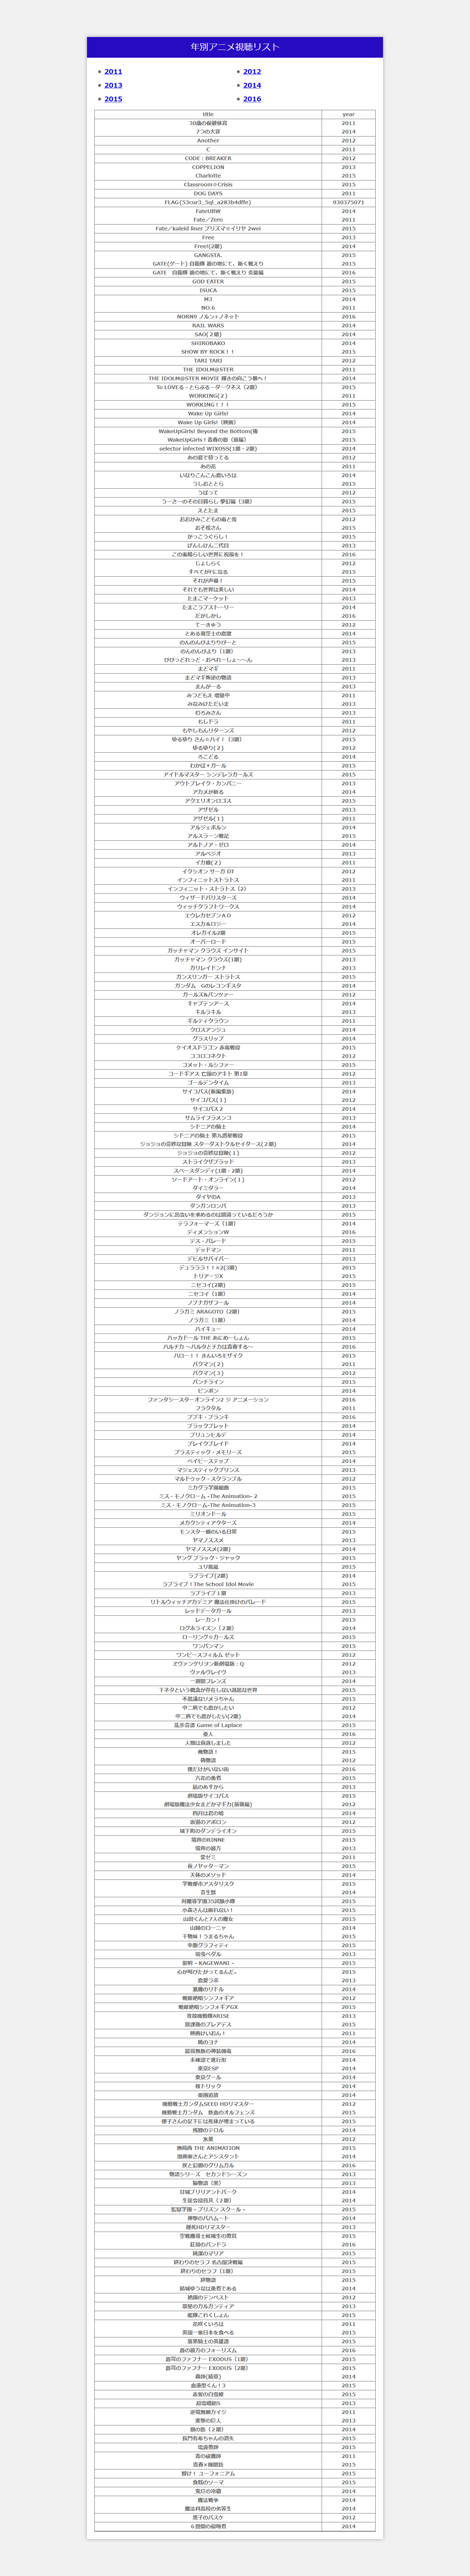 年別アニメ視聴リスト
2011
2012
2013
2014
2015
2016
title year
30歳の保健体育 2011
7つの大罪 2014
Another 2012
C 2011
CODE：BREAKER 2012
COPPELION 2013
Charlotte 2015
Classroom☆Crisis 2015
DOG DAYS 2011
FateUBW 2014
Fate／Zero 2011
Fate／kaleid liner プリズマ☆イリヤ 2wei 2015
Free 2013
Free!(2期) 2014
GANGSTA. 2015
GATE(ゲート) 自衛隊 彼の地にて、斯く戦えり 2015
GATE 自衛隊 彼の地にて、斯く戦えり 炎龍編 2016
GOD EATER 2015
ISUCA 2015
M3 2014
NO.6 2011
NORN9 ノルン+ノネット 2016
RAIL WARS 2014
SAO(２期) 2014
SHIROBAKO 2014
SHOW BY ROCK！！ 2015
TARI TARI 2012
THE IDOLM@STER 2011
THE IDOLM@STER MOVIE 輝きの向こう側へ！ 2014
To LOVEる－とらぶる－ダークネス（2期） 2015
WORKING(２) 2011
WORKING！！！ 2015
Wake Up Girls! 2014
Wake Up Girls!（映画） 2014
WakeUpGirls! Beyond the Bottom(後 2015
WakeUpGirls！青春の影（前編） 2015
selector infected WIXOSS(1期・2期) 2014
あの夏で待ってる 2012
あの花 2011
いなりこんこん恋いろは 2014
うしおととら 2015
うぽって 2012
うーさーのその日暮らし 夢幻編（3期） 2015
えとたま 2015
おおかみこどもの雨と雪 2012
おそ松さん 2015
がっこうぐらし！ 2015
げんしけん二代目 2013
この素晴らしい世界に祝福を！ 2016
じょしらく 2012
すべてがFになる 2015
それが声優！ 2015
それでも世界は美しい 2014
たまこマーケット 2013
たまこラブストーリー 2014
だがしかし 2016
てーきゅう 2012
とある飛空士の恋歌 2014
のんのんびよりりぴーと 2015
のんのんびより（1期） 2013
びびっどれっど・おぺれーしょ〜〜ん 2013
まどマギ 2011
まどマギ叛逆の物語 2013
まんがーる 2013
みつどもえ 増量中 2011
みなみけただいま 2013
むろみさん 2013
もしドラ 2011
もやしもんリターンズ 2012
ゆるゆり さん☆ハイ！（3期） 2015
ゆるゆり(２) 2012
ろこどる 2014
わかば＊ガール 2015
アイドルマスター シンデレラガールズ 2015
アウトブレイク・カンパニー 2013
アカメが斬る 2014
アクエリオンロゴス 2015
アザゼル 2013
アザゼル(１) 2011
アルジェボルン 2014
アルスラーン戦記 2015
アルドノア・ゼロ 2014
アルペジオ 2013
イカ娘(２) 2011
イクシオン サーガ DT 2012
インフィニットストラトス 2011
インフィニット・ストラトス（2） 2013
ウィザードバリスターズ 2014
ウィッチクラフトワークス 2014
エウレカセブンＡＯ 2012
エスカ＆ロジー 2014
オレガイル2期 2015
オーバーロード 2015
ガッチャマン クラウズ インサイト 2015
ガッチャマン クラウズ(1期) 2013
ガリレイドンナ 2013
ガンスリンガー ストラトス 2015
ガンダム Gのレコンギスタ 2014
ガールズ&パンツァー 2012
キャプテンアース 2014
キルラキル 2013
ギルティクラウン 2011
クロスアンジュ 2014
グラスリップ 2014
ケイオスドラゴン 赤竜戦役 2015
ココロコネクト 2012
コメット・ルシファー 2015
コードギアス 亡国のアキト 第1章 2012
ゴールデンタイム 2013
サイコパス(新編集版) 2014
サイコパス(１) 2012
サイコパス２ 2014
サムライフラメンコ 2013
シドニアの騎士 2014
シドニアの騎士 第九惑星戦役 2015
ジョジョの奇妙な冒険 スターダストクルセイダース(２期) 2014
ジョジョの奇妙な冒険(１) 2012
ストライクザブラッド 2013
スペースダンディ(1期・2期) 2014
ソードアート・オンライン(１) 2012
ダイミダラー 2014
ダイヤのA 2013
ダンガンロンパ 2013
ダンジョンに出会いを求めるのは間違っているだろうか 2015
テラフォーマーズ（1期） 2014
ディメンションW 2016
デス・パレード 2015
デッドマン 2011
デビルサバイバー 2013
デュラララ！！×2(3期) 2015
トリアージX 2015
ニセコイ(2期) 2015
ニセコイ（1期） 2014
ノブナガザフール 2014
ノラガミ ARAGOTO（2期） 2015
ノラガミ（1期） 2014
ハイキュー 2014
ハッカドール THE あにめーしょん 2015
ハルチカ 〜ハルタとチカは青春する〜 2016
ハロー！！ きんいろモザイク 2015
バクマン(２) 2011
バクマン(３) 2012
パンチライン 2015
ピンポン 2014
ファンタシースターオンライン2 ジ アニメーション 2016
フラクタル 2011
ブブキ・ブランキ 2016
ブラックブレット 2014
ブリュンヒルデ 2014
ブレイクブレイド 2014
プラスティック・メモリーズ 2015
ベイビーステップ 2014
マジェスティックプリンス 2013
マルドゥック・スクランブル 2012
ミカグラ学園組曲 2015
ミス・モノクローム -The Animation- 2 2015
ミス・モノクローム-The Animation-3 2015
ミリオンドール 2015
メカクシティアクターズ 2014
モンスター娘のいる日常 2015
ヤマノススメ 2013
ヤマノススメ(2期) 2014
ヤング ブラック・ジャック 2015
ユリ熊嵐 2015
ラブライブ(2期) 2014
ラブライブ！The School Idol Movie 2015
ラブライブ１期 2013
リトルウィッチアカデミア 魔法仕掛けのパレード 2015
レッドデータガール 2013
レーカン！ 2015
ログホライズン（２期） 2014
ローリング☆ガールズ 2015
ワンパンマン 2015
ワンピースフィルム ゼット 2012
ヱヴァンゲリヲン新劇場版：Q 2012
ヴァルヴレイヴ 2013
一週間フレンズ 2014
下ネタという概念が存在しない退屈な世界 2015
不思議なソメラちゃん 2015
中二病でも恋がしたい 2012
中二病でも恋がしたい(2期) 2014
乱歩奇譚 Game of Laplace 2015
亜人 2016
人類は衰退しました 2012
俺物語！ 2015
偽物語 2012
僕だけがいない街 2016
六花の勇者 2015
凪のあすから 2013
劇場版サイコパス 2015
劇場版魔法少女まどかマギカ(前後編) 2012
四月は君の嘘 2014
坂道のアポロン 2012
城下町のダンデライオン 2015
境界のRINNE 2015
境界の彼方 2013
変ゼミ 2011
夜ノヤッターマン 2015
天体のメソッド 2014
学戦都市アスタリスク 2015
寄生獣 2014
対魔導学園35試験小隊 2015
小森さんは断れない！ 2015
山田くんと7人の魔女 2015
山賊のローニャ 2014
干物妹！うまるちゃん 2015
幸腹グラフィティ 2015
弱虫ペダル 2013
影鰐 - KAGEWANI - 2015
心が叫びたがってるんだ。 2015
恋愛ラボ 2013
悪魔のリドル 2014
戦姫絶唱シンフォギア 2012
戦姫絶唱シンフォギアGX 2015
攻殻機動隊ARISE 2013
放課後のプレアデス 2015
映画けいおん！ 2011
暁のヨナ 2014
最弱無敗の神装機竜 2016
未確認で進行形 2014
東京ESP 2014
東京グール 2014
桜トリック 2014
楽園追放 2014
機動戦士ガンダムSEED HDリマスター 2012
機動戦士ガンダム 鉄血のオルフェンズ 2015
櫻子さんの足下には死体が埋まっている 2015
残響のテロル 2014
氷菓 2012
洲崎西 THE ANIMATION 2015
漫画家さんとアシスタント 2014
灰と幻想のグリムガル 2016
物語シリーズ セカンドシーズン 2013
猫物語（黒） 2013
甘城ブリリアントパーク 2014
生徒会役員共（２期） 2014
監獄学園 - プリズン スクール - 2015
神撃のバハムート 2014
種死HDリマスター 2013
空戦魔導士候補生の教官 2015
紅殻のパンドラ 2016
純潔のマリア 2015
終わりのセラフ 名古屋決戦編 2015
終わりのセラフ（1期） 2015
終物語 2015
結城ゆうなは勇者である 2014
絶園のテンペスト 2012
翠星のガルガンティア 2013
艦隊これくしょん 2015
花咲くいろは 2011
英国一家日本を食べる 2015
落第騎士の英雄譚 2015
蒼の彼方のフォーリズム 2016
蒼穹のファフナー EXODUS（1期） 2015
蒼穹のファフナー EXODUS（2期） 2015
蟲師(続章) 2014
血液型くん！3 2015
赤髪の白雪姫 2015
超電磁砲S 2013
逆境無頼カイジ 2011
進撃の巨人 2013
銀の匙（２期） 2014
長門有希ちゃんの消失 2015
電波教師 2015
青の祓魔師 2011
青春×機関銃 2015
響け！ ユーフォニアム 2015
食戟のソーマ 2015
鬼灯の冷徹 2014
魔法戦争 2014
魔法科高校の劣等生 2014
黒子のバスケ 2012
６畳間の侵略者 2014